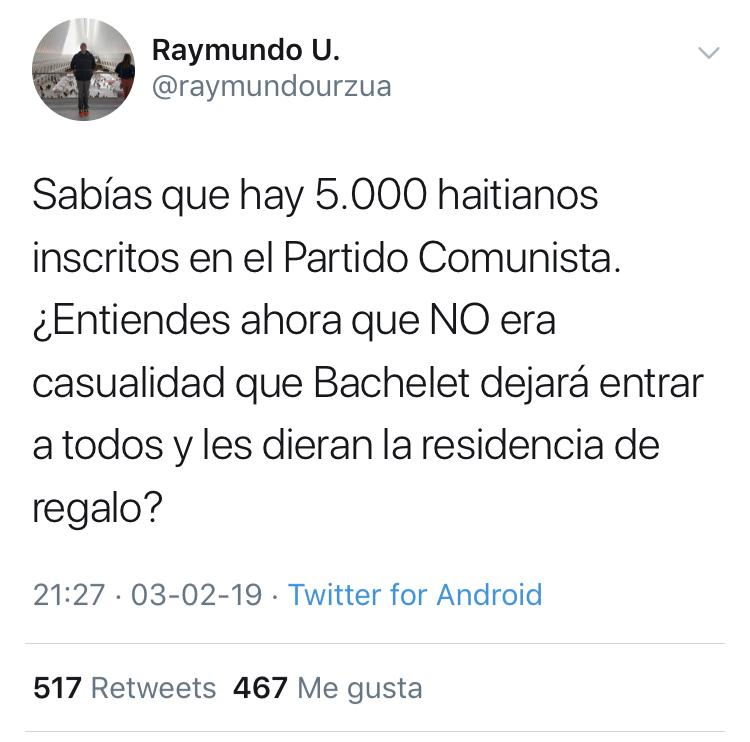 Raymundo U.
@raymundourzua
Sabías que hay 5.000 haitianos
inscritos en el Partido Comunista.
¿Entiendes ahora que NO era
casualidad que Bachelet dejará entrar
a todos y les dieran la residencia de
regalo?
21:27 · 03-02-19 · Twitter for Android
517 Retweets 467 Me gusta